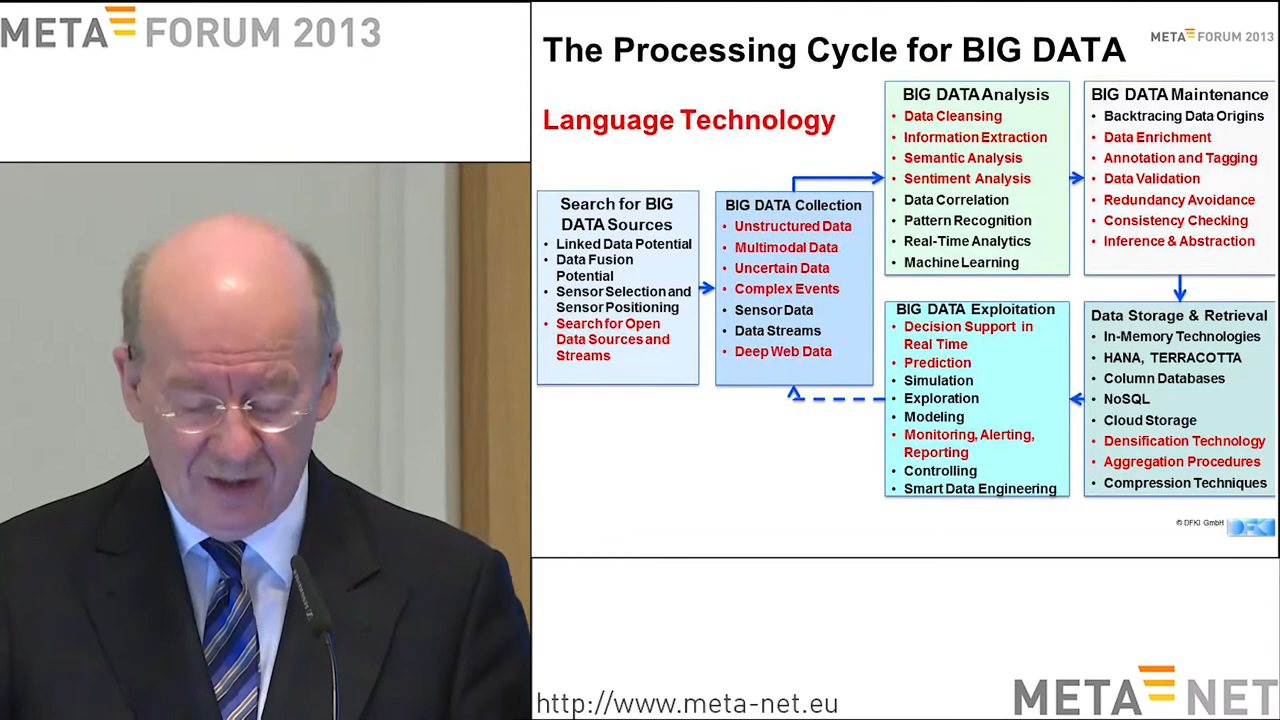 META FORUM 2013
The Processing Cycle for BIG DATA
META FORUM 2013
Language Technology
Search for BIG
DATA Sources
• Linked Data Potential
• Data Fusion
Potential
• Sensor Selection and
Sensor Positioning
• Search for Open
Data Sources and
Streams
BIG DATA Collection
• Unstructured Data
• Multimodal Data
• Uncertain Data
• Complex Events
• Sensor Data
• Data Streams
• Deep Web Data
BIG DATA Analysis
• Data Cleansing
• Information Extraction
• Semantic Analysis
• Sentiment Analysis
• Data Correlation
• Pattern Recognition
• Real-Time Analytics
• Machine Learning
BIG DATA Maintenance
• Backtracing Data Origins
• Data Enrichment
• Annotation and Tagging
• Data Validation
• Redundancy Avoidance
• Consistency Checking
• Inference & Abstraction
BIG DATA Exploitation
• Decision Support in
Real Time
• Prediction
• Simulation
• Exploration
• Modeling
• Monitoring, Alerting,
Reporting
• Controlling
• Smart Data Engineering
Data Storage & Retrieval
• In-Memory Technologies
• HANA, TERRACOTTA
• Column Databases
• NoSQL
• Cloud Storage
• Densification Technology
• Aggregation Procedures
• Compression Techniques
© DFKI GmbH
DFKI
http://www.meta-net.eu
META NET